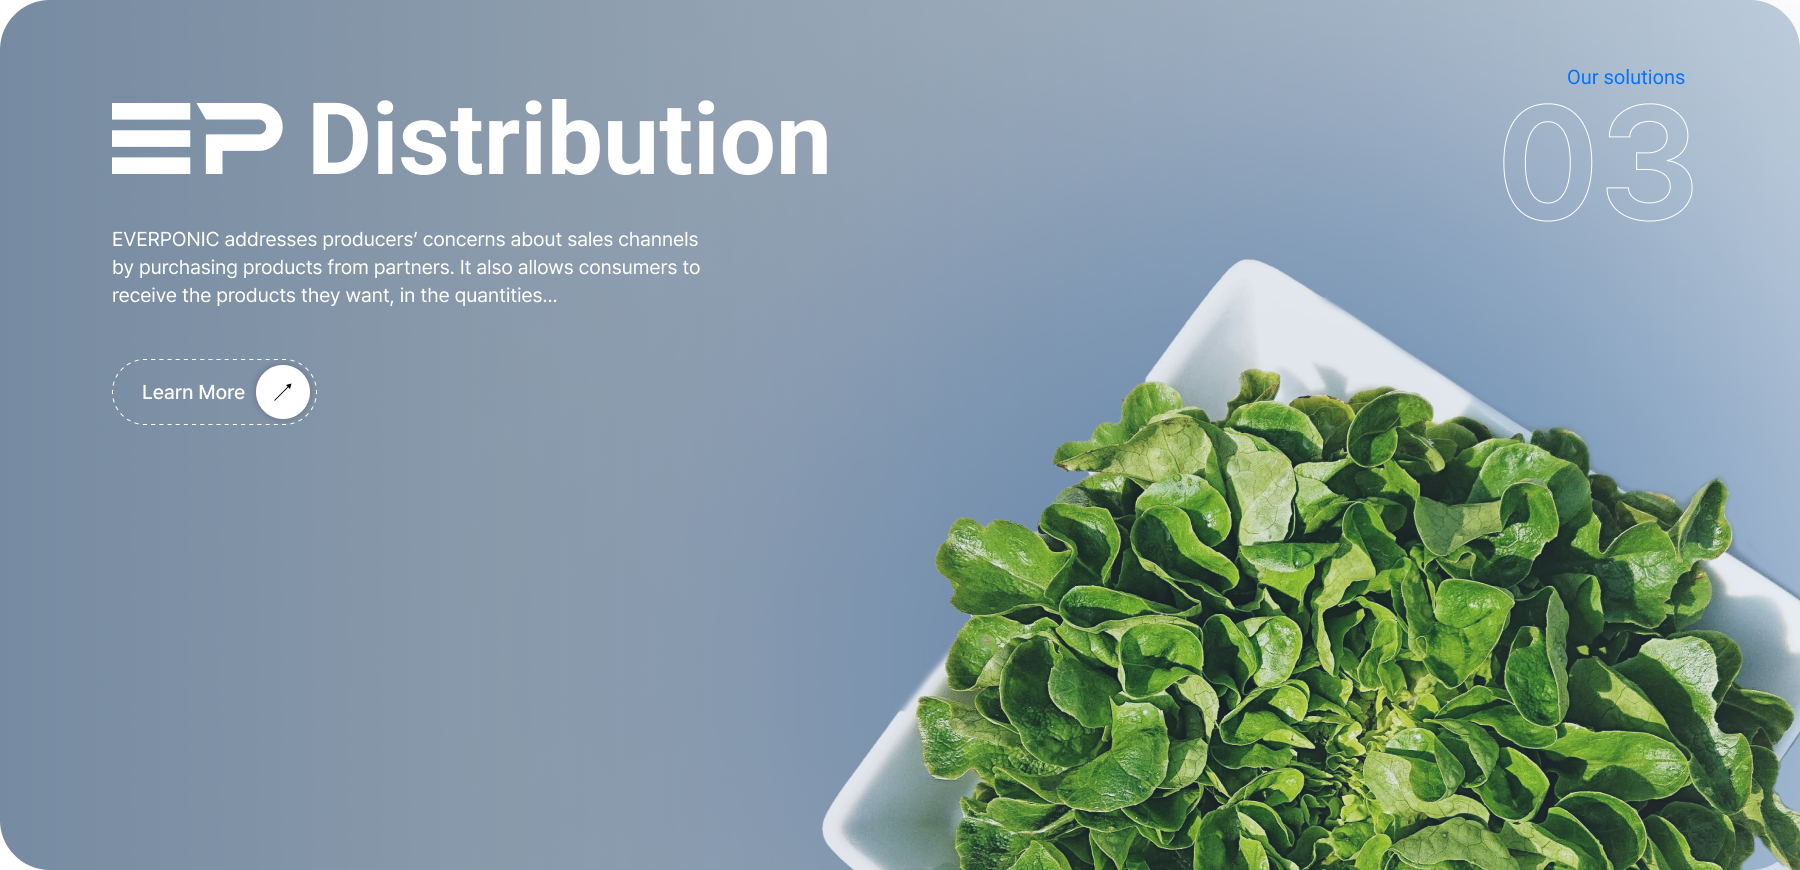 EP Distribution
EVERPONIC addresses producers’ concerns about sales channels
by purchasing products from partners. It also allows consumers to
receive the products they want, in the quantities...
Learn More
Our solutions
03